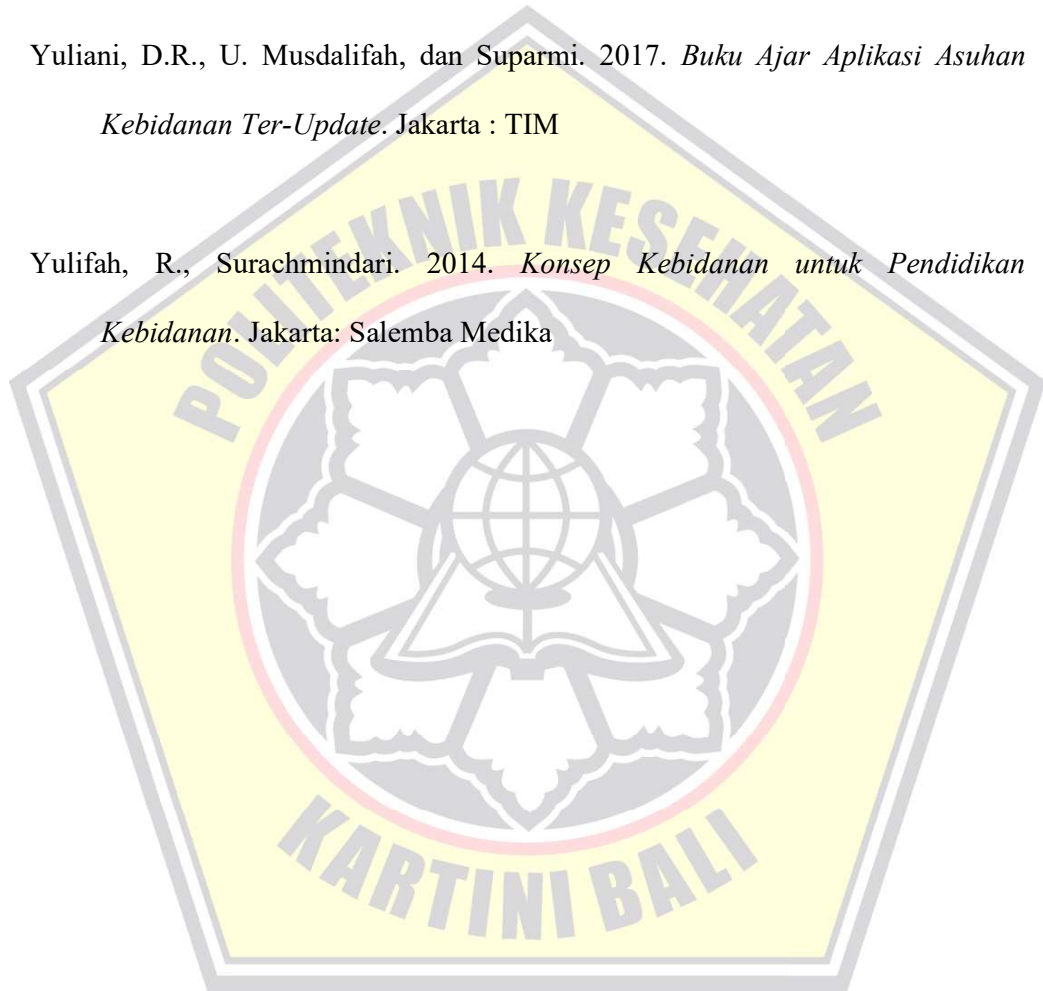 Yuliani, D.R., U. Musdalifah, dan Suparmi. 2017. Buku Ajar Aplikasi Asuhan
Kebidanan Ter-Update. Jakarta : TIM
POLITEKNIK KESEHATAN
Yulifah, R., Surachmindari. 2014. Konsep Kebidanan untuk Pendidikan
Kebidanan. Jakarta: Salemba Medika
KARTINI BALI